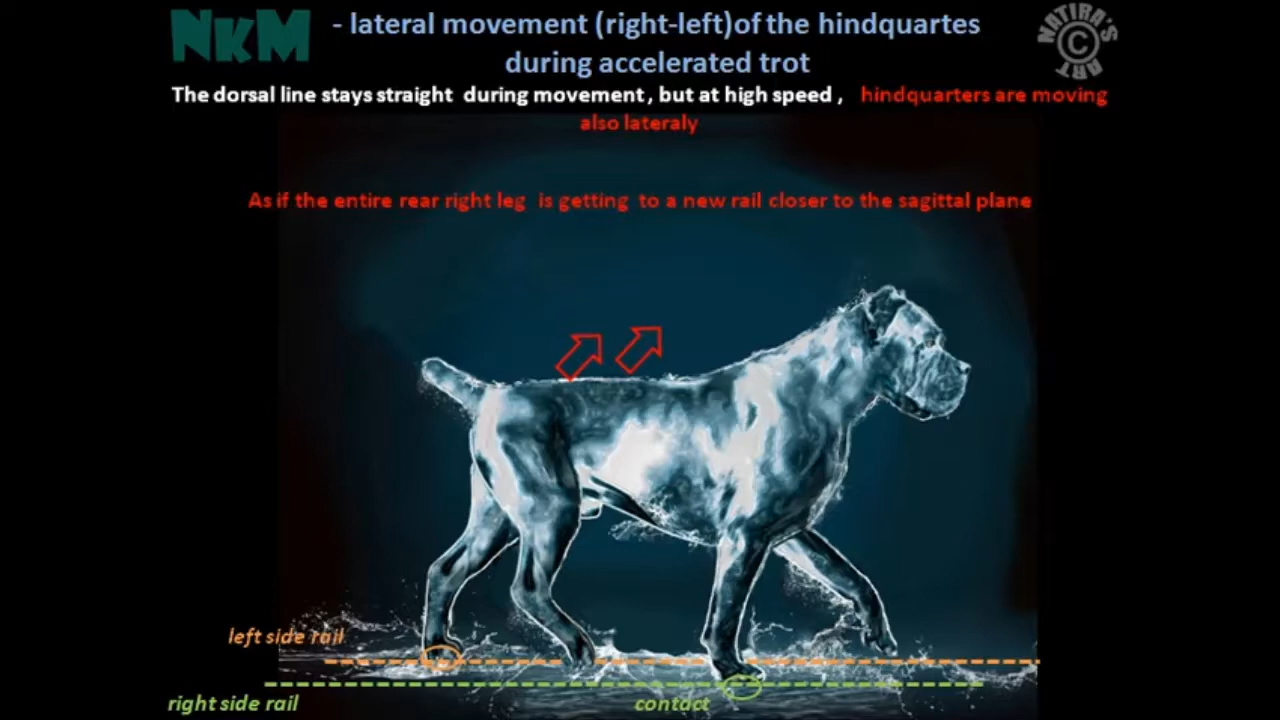 NKM
- lateral movement (right-left)of the hindquartes
during accelerated trot
NATIRA'S
©
ART
The dorsal line stays straight during movement, but at high speed, hindquarters are moving
also lateraly
As if the entire rear right leg is getting to a new rail closer to the sagittal plane
left side rail
right side rail
contact